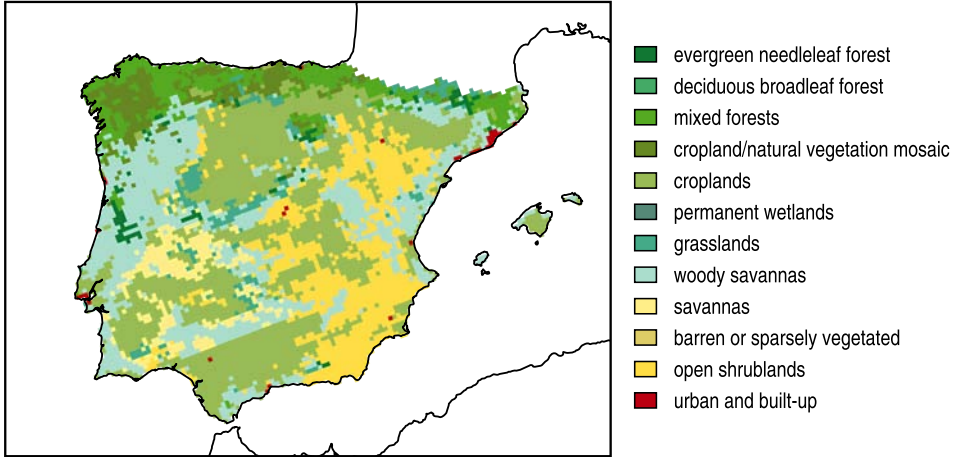 evergreen needleleaf forest
deciduous broadleaf forest
mixed forests
cropland/natural vegetation mosaic
croplands
permanent wetlands
grasslands
woody savannas
savannas
barren or sparsely vegetated
open shrublands
urban and built-up